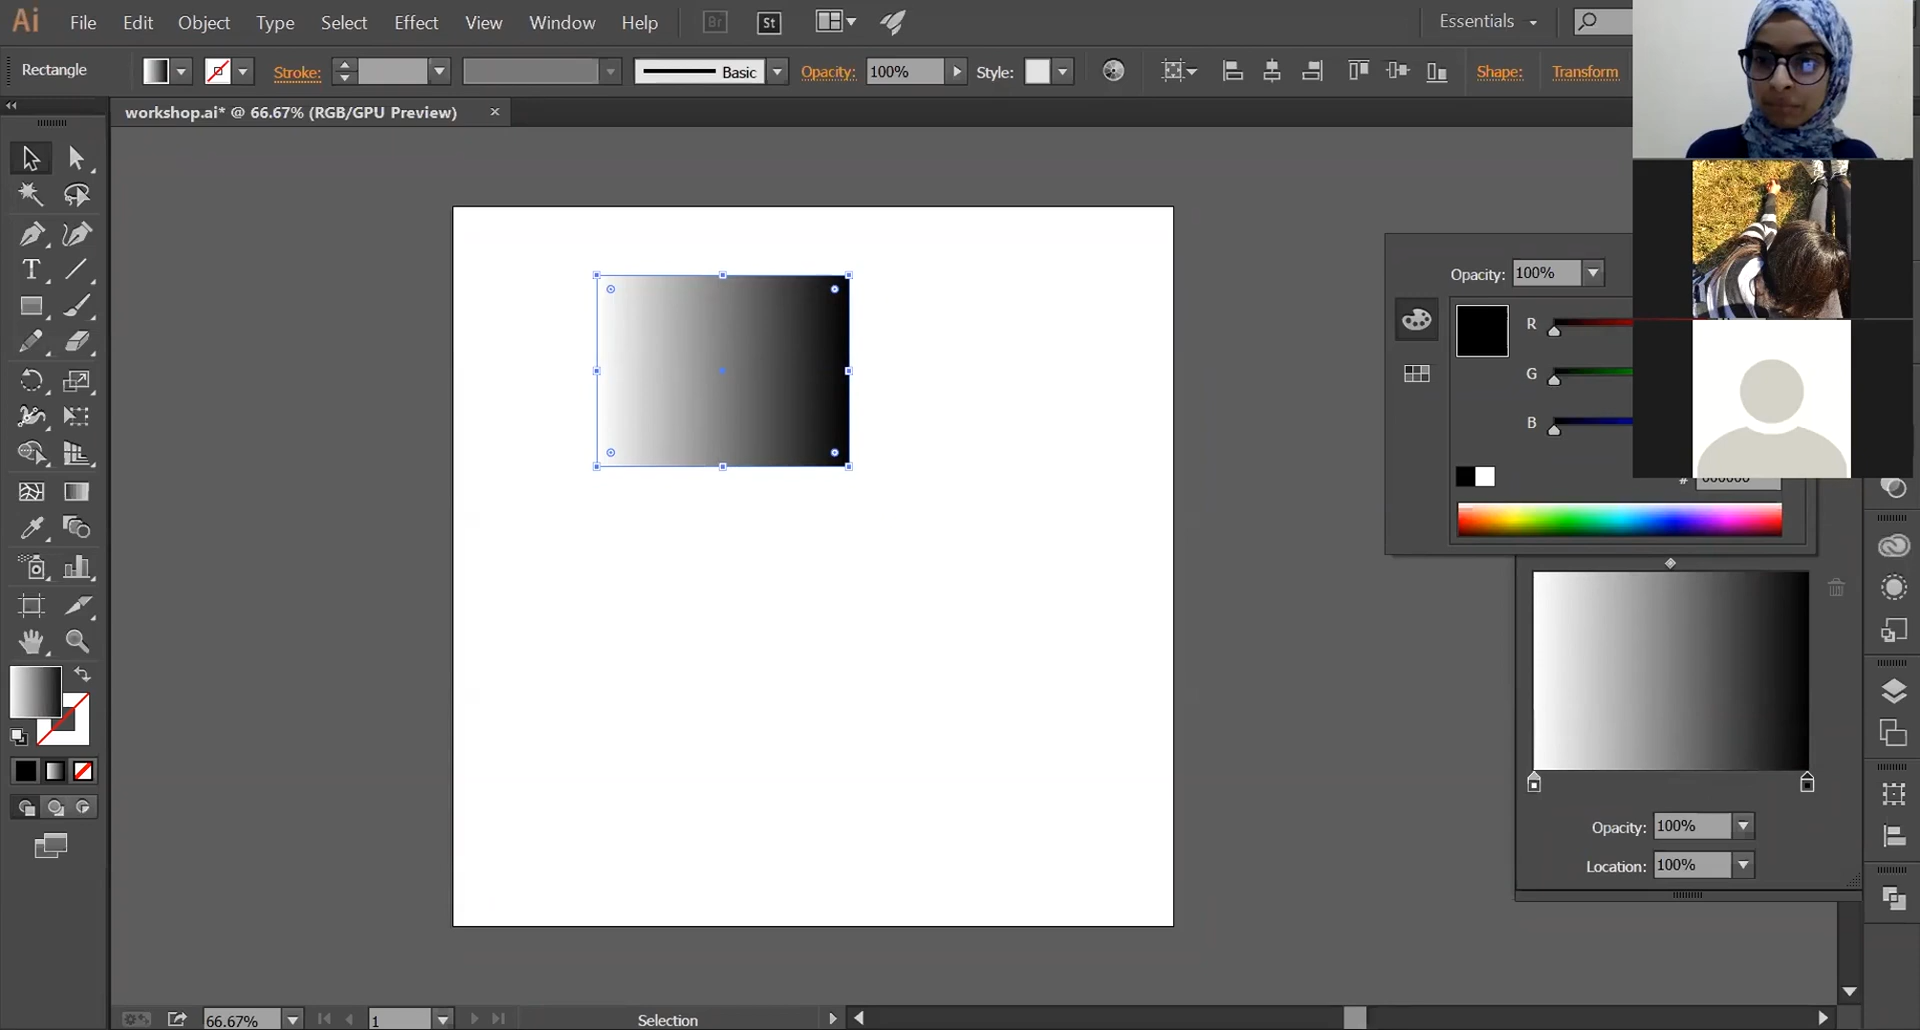 Ai File Edit Object Type Select Effect View Window Help Br St Essentials
Rectangle Stroke: Basic Opacity: 100% Style: Shape: Transform
workshop.ai* @ 66.67% (RGB/GPU Preview) ×
Opacity: 100%
R
G
B
# 000000
Opacity: 100%
Location: 100%
66.67% 1 Selection